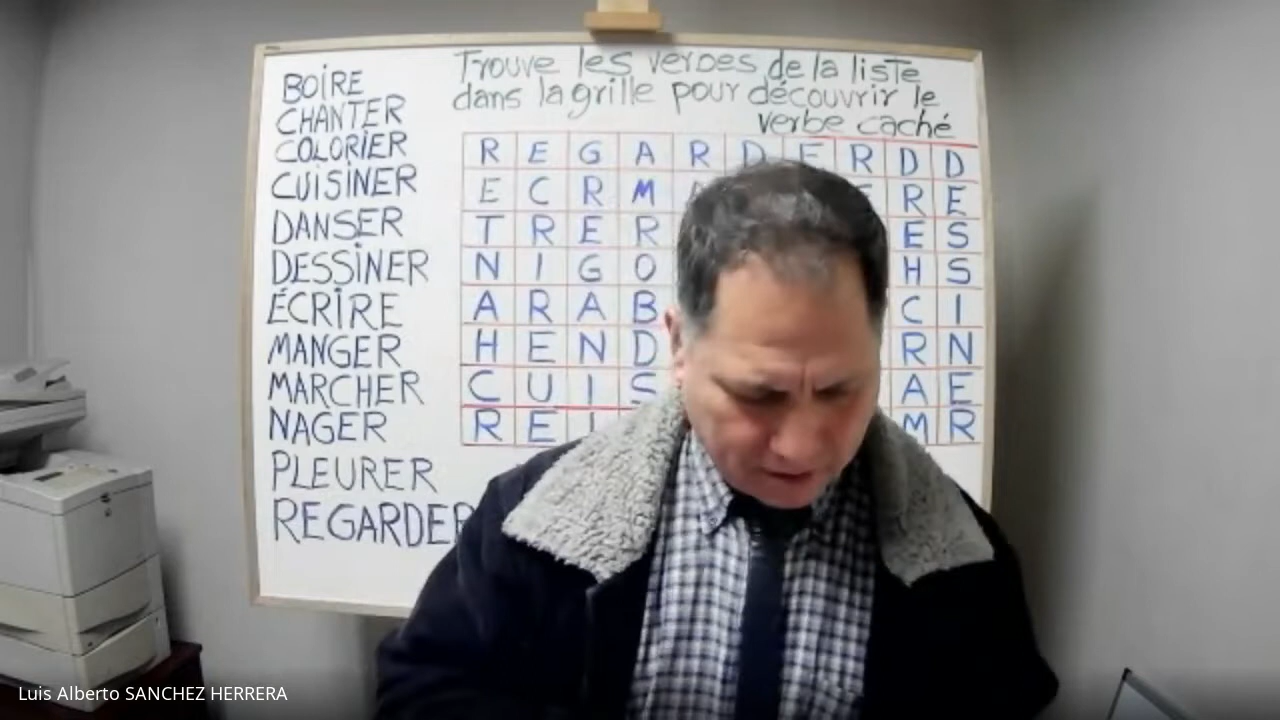 Trouve les verbes de la liste
dans la grille pour découvrir le
verbe caché
BOIRE
CHANTER
COLORIER
CUISINER
DANSER
DESSINER
ÉCRIRE
MANGER
MARCHER
NAGER
PLEURER
REGARDER
R E G A R D E R D D
E C R M R E
T R E R E S
N I G O H S
A R A B C I
H E N D R N
C U I S A E
R E M R
Luis Alberto SANCHEZ HERRERA